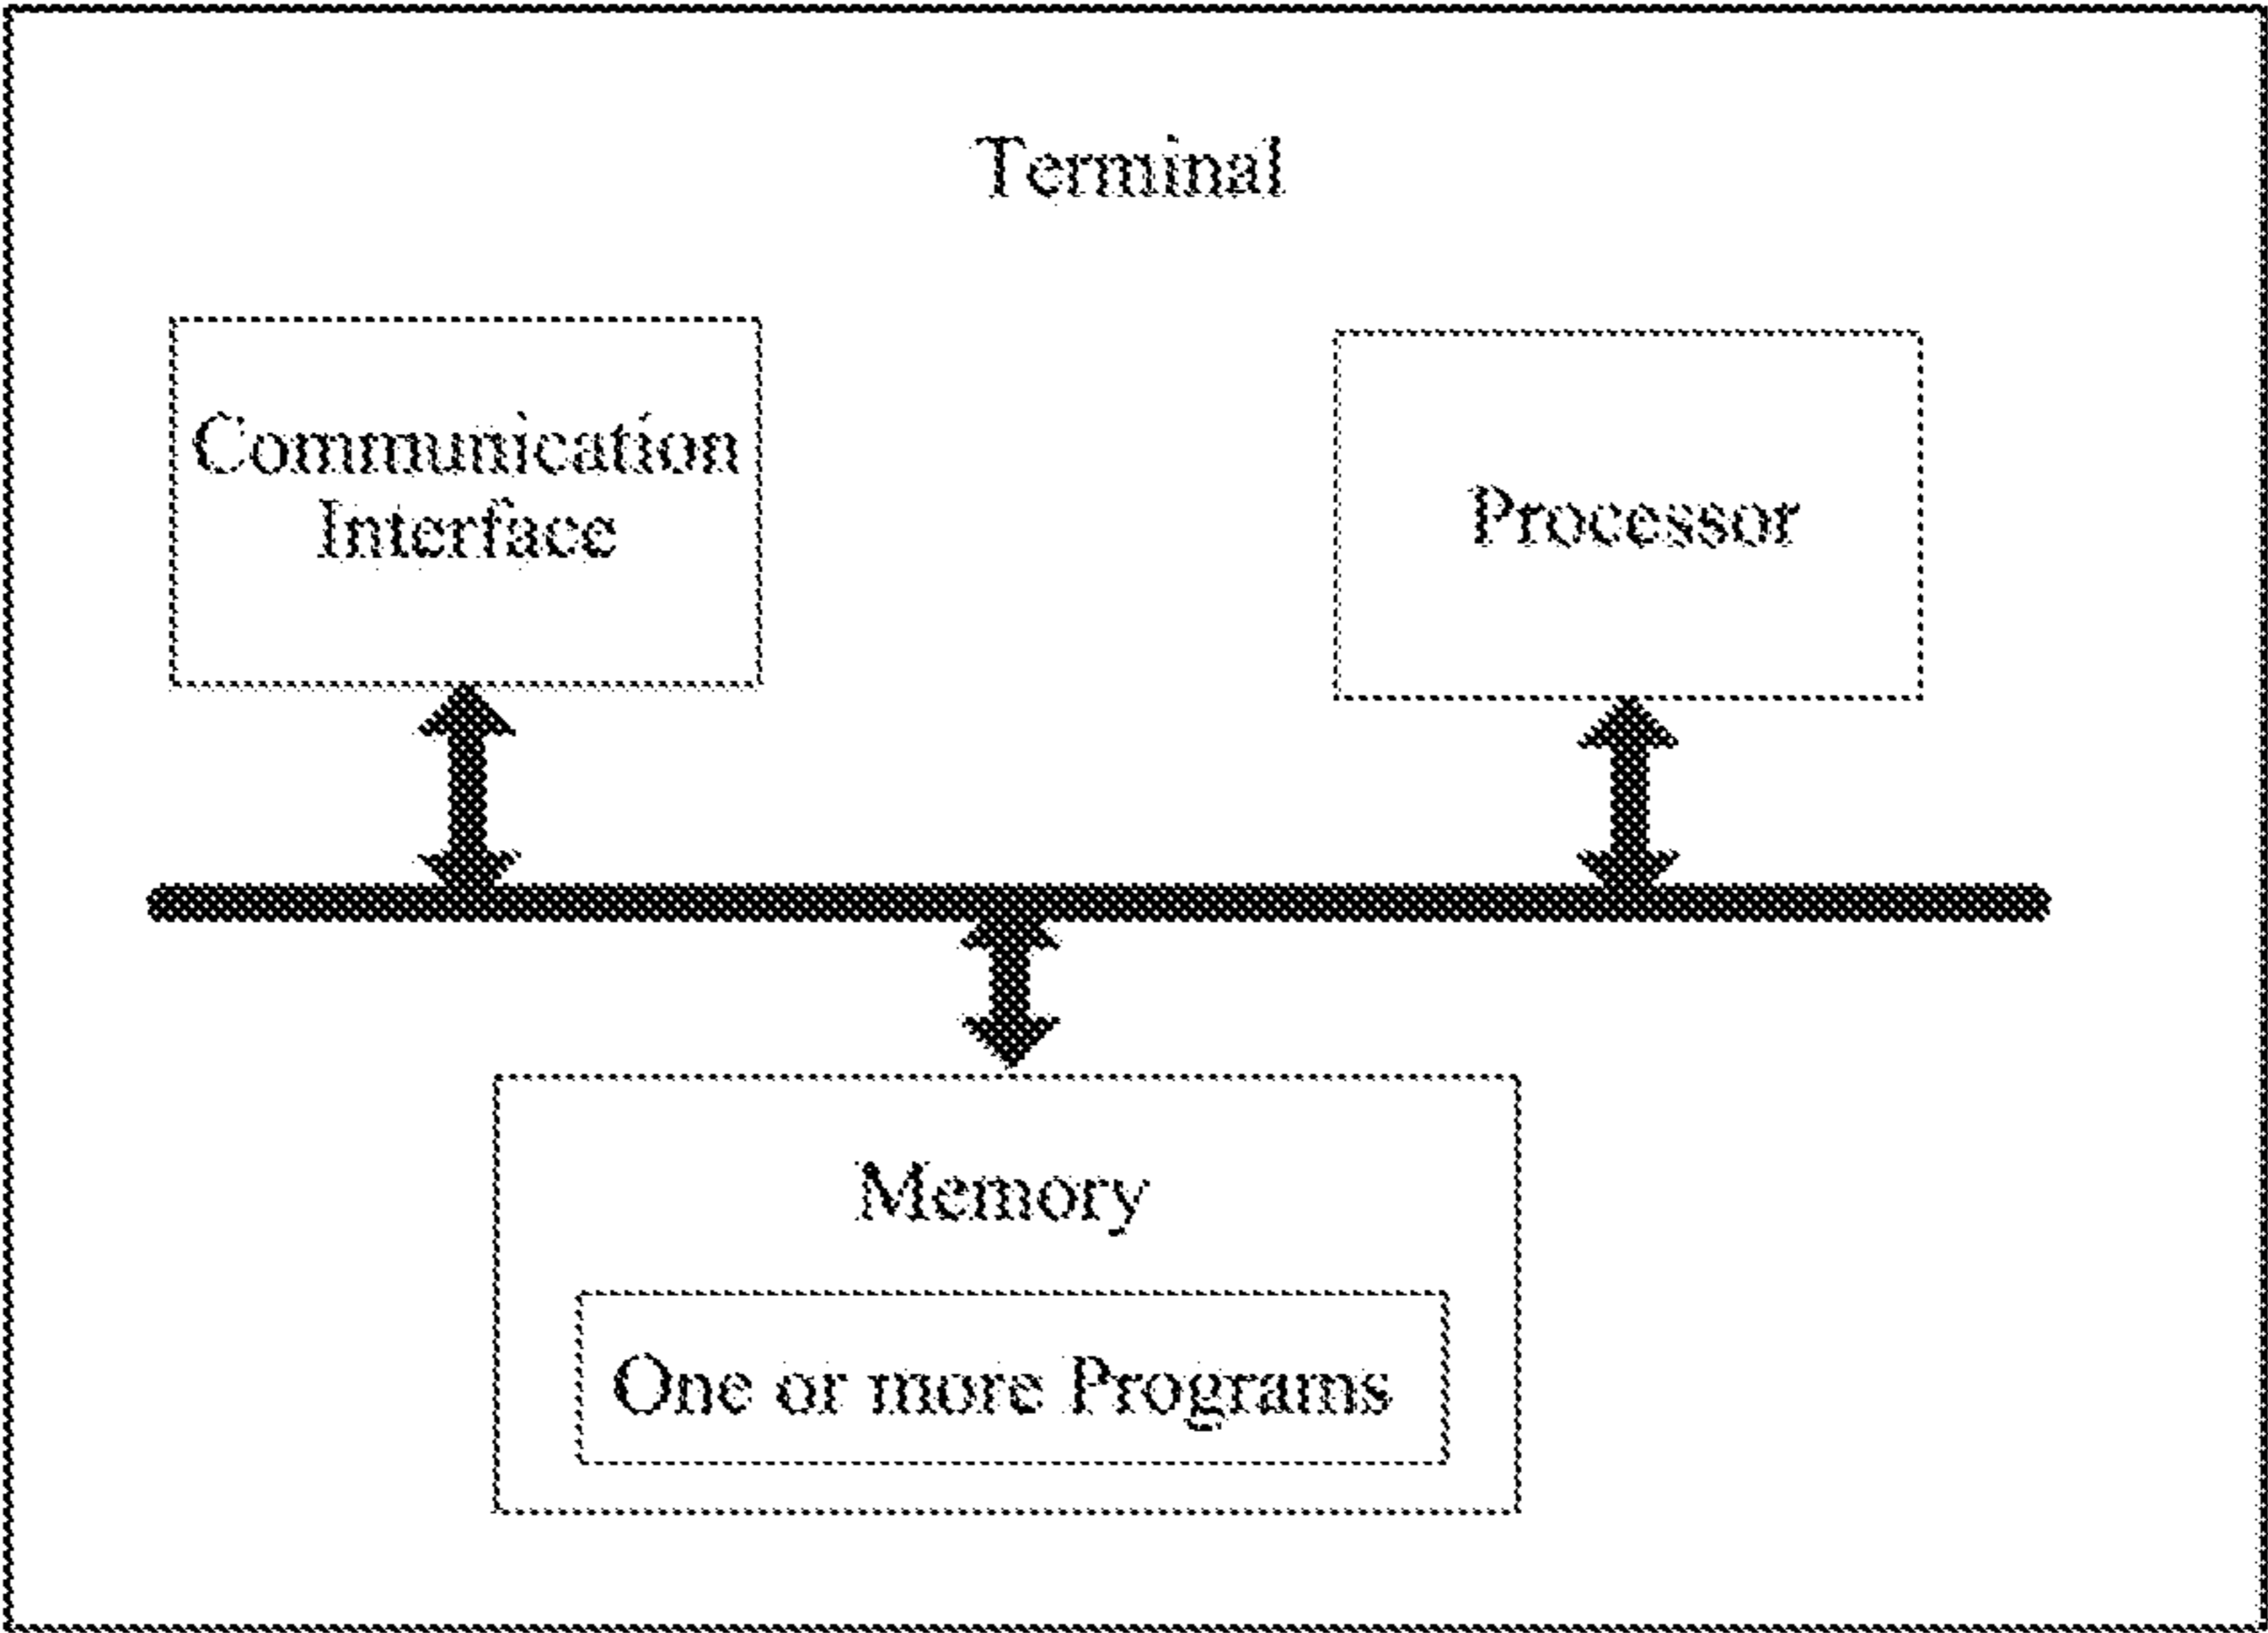 Terminal
Communication
Interface
Processor
Memory
One or more Programs